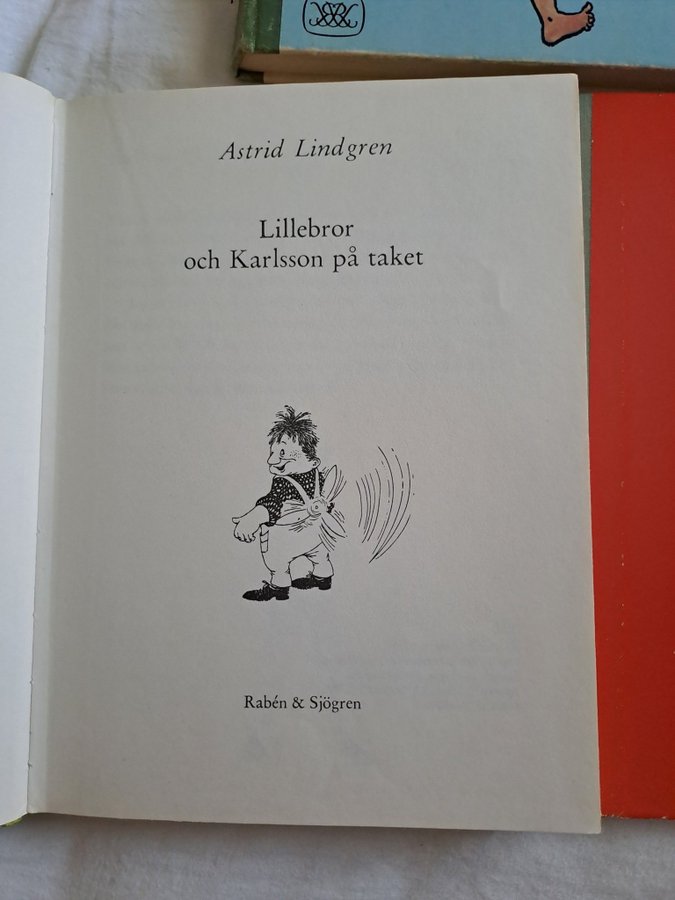 Astrid Lindgren
Lillebror
och Karlsson på taket
Rabén & Sjögren